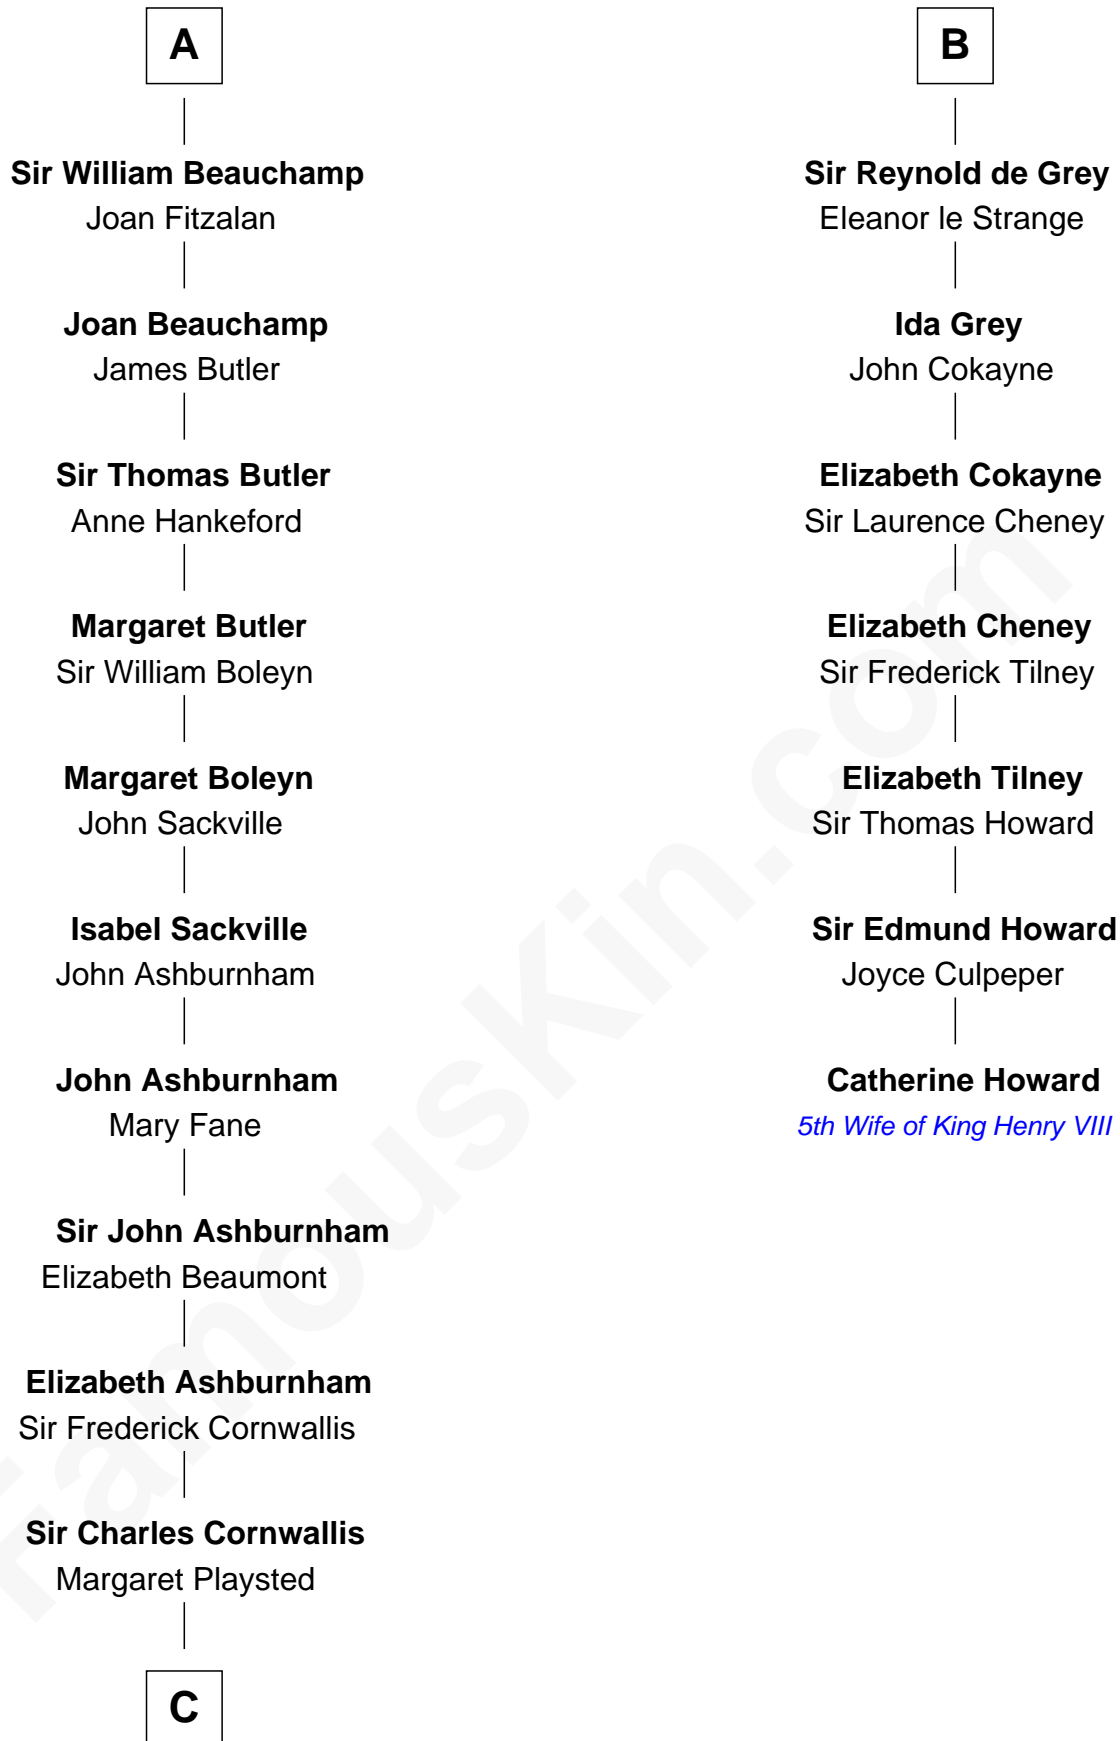 A
Sir William Beauchamp
Joan Fitzalan
Joan Beauchamp
James Butler
Sir Thomas Butler
Anne Hankeford
Margaret Butler
Sir William Boleyn
Margaret Boleyn
John Sackville
Isabel Sackville
John Ashburnham
John Ashburnham
Mary Fane
Sir John Ashburnham
Elizabeth Beaumont
Elizabeth Ashburnham
Sir Frederick Cornwallis
Sir Charles Cornwallis
Margaret Playsted
C
B
Sir Reynold de Grey
Eleanor le Strange
Ida Grey
John Cokayne
Elizabeth Cokayne
Sir Laurence Cheney
Elizabeth Cheney
Sir Frederick Tilney
Elizabeth Tilney
Sir Thomas Howard
Sir Edmund Howard
Joyce Culpeper
Catherine Howard
5th Wife of King Henry VIII
FamousKin.com